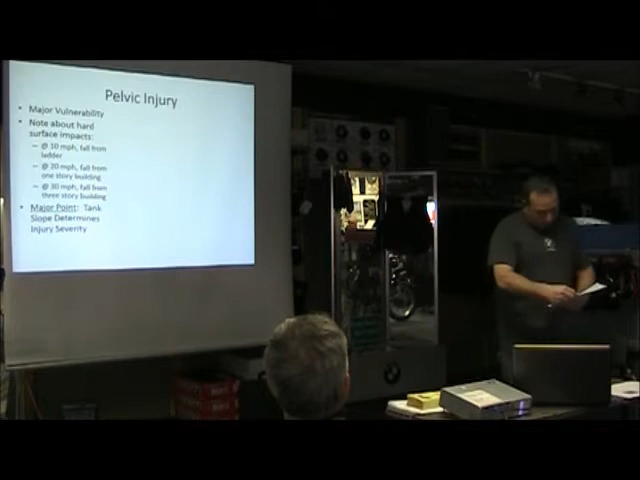 Pelvic Injury
• Major Vulnerability
• Note about hard
surface impacts:
– @ 10 mph, fall from
ladder
– @ 20 mph, fall from
one story building
– @ 30 mph, fall from
three story building
• Major Point: Tank
Slope Determines
Injury Severity